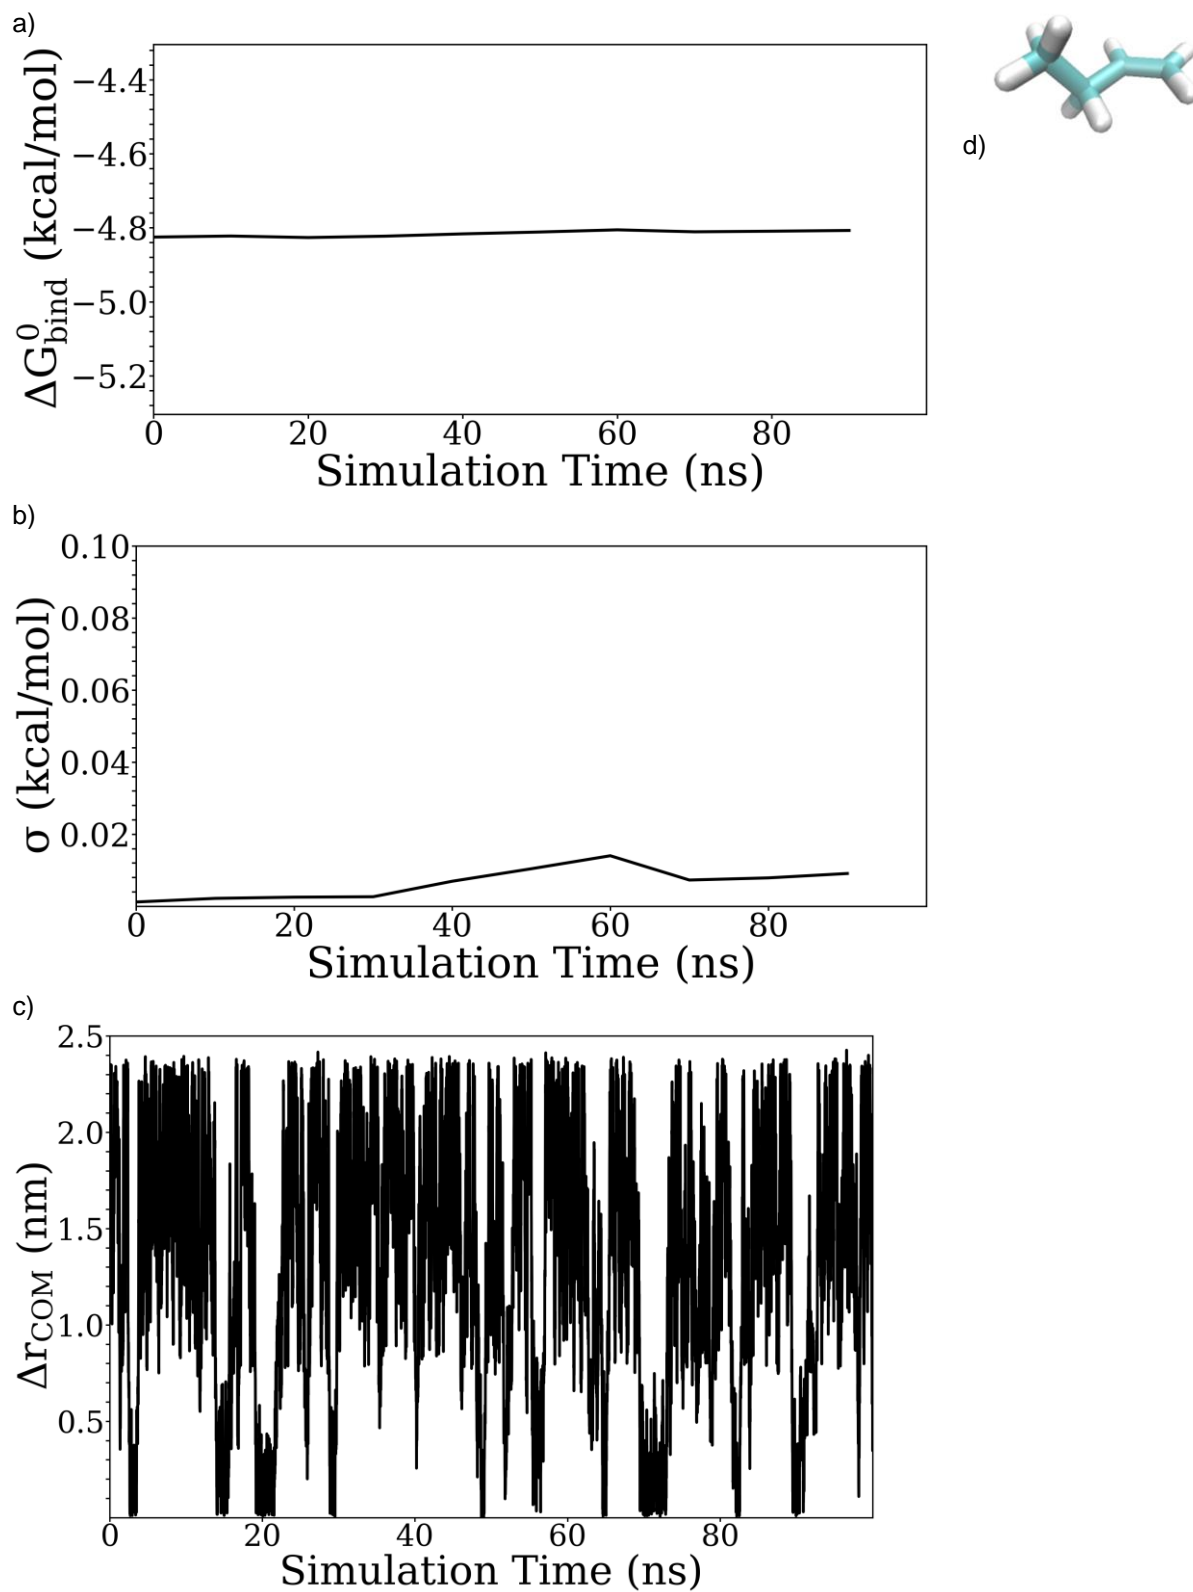 a)
ΔG⁰bind (kcal/mol)
−4.4
−4.6
−4.8
−5.0
−5.2
0 20 40 60 80
Simulation Time (ns)
d)
b)
σ (kcal/mol)
0.10
0.08
0.06
0.04
0.02
0 20 40 60 80
Simulation Time (ns)
c)
ΔrCOM (nm)
2.5
2.0
1.5
1.0
0.5
0 20 40 60 80
Simulation Time (ns)